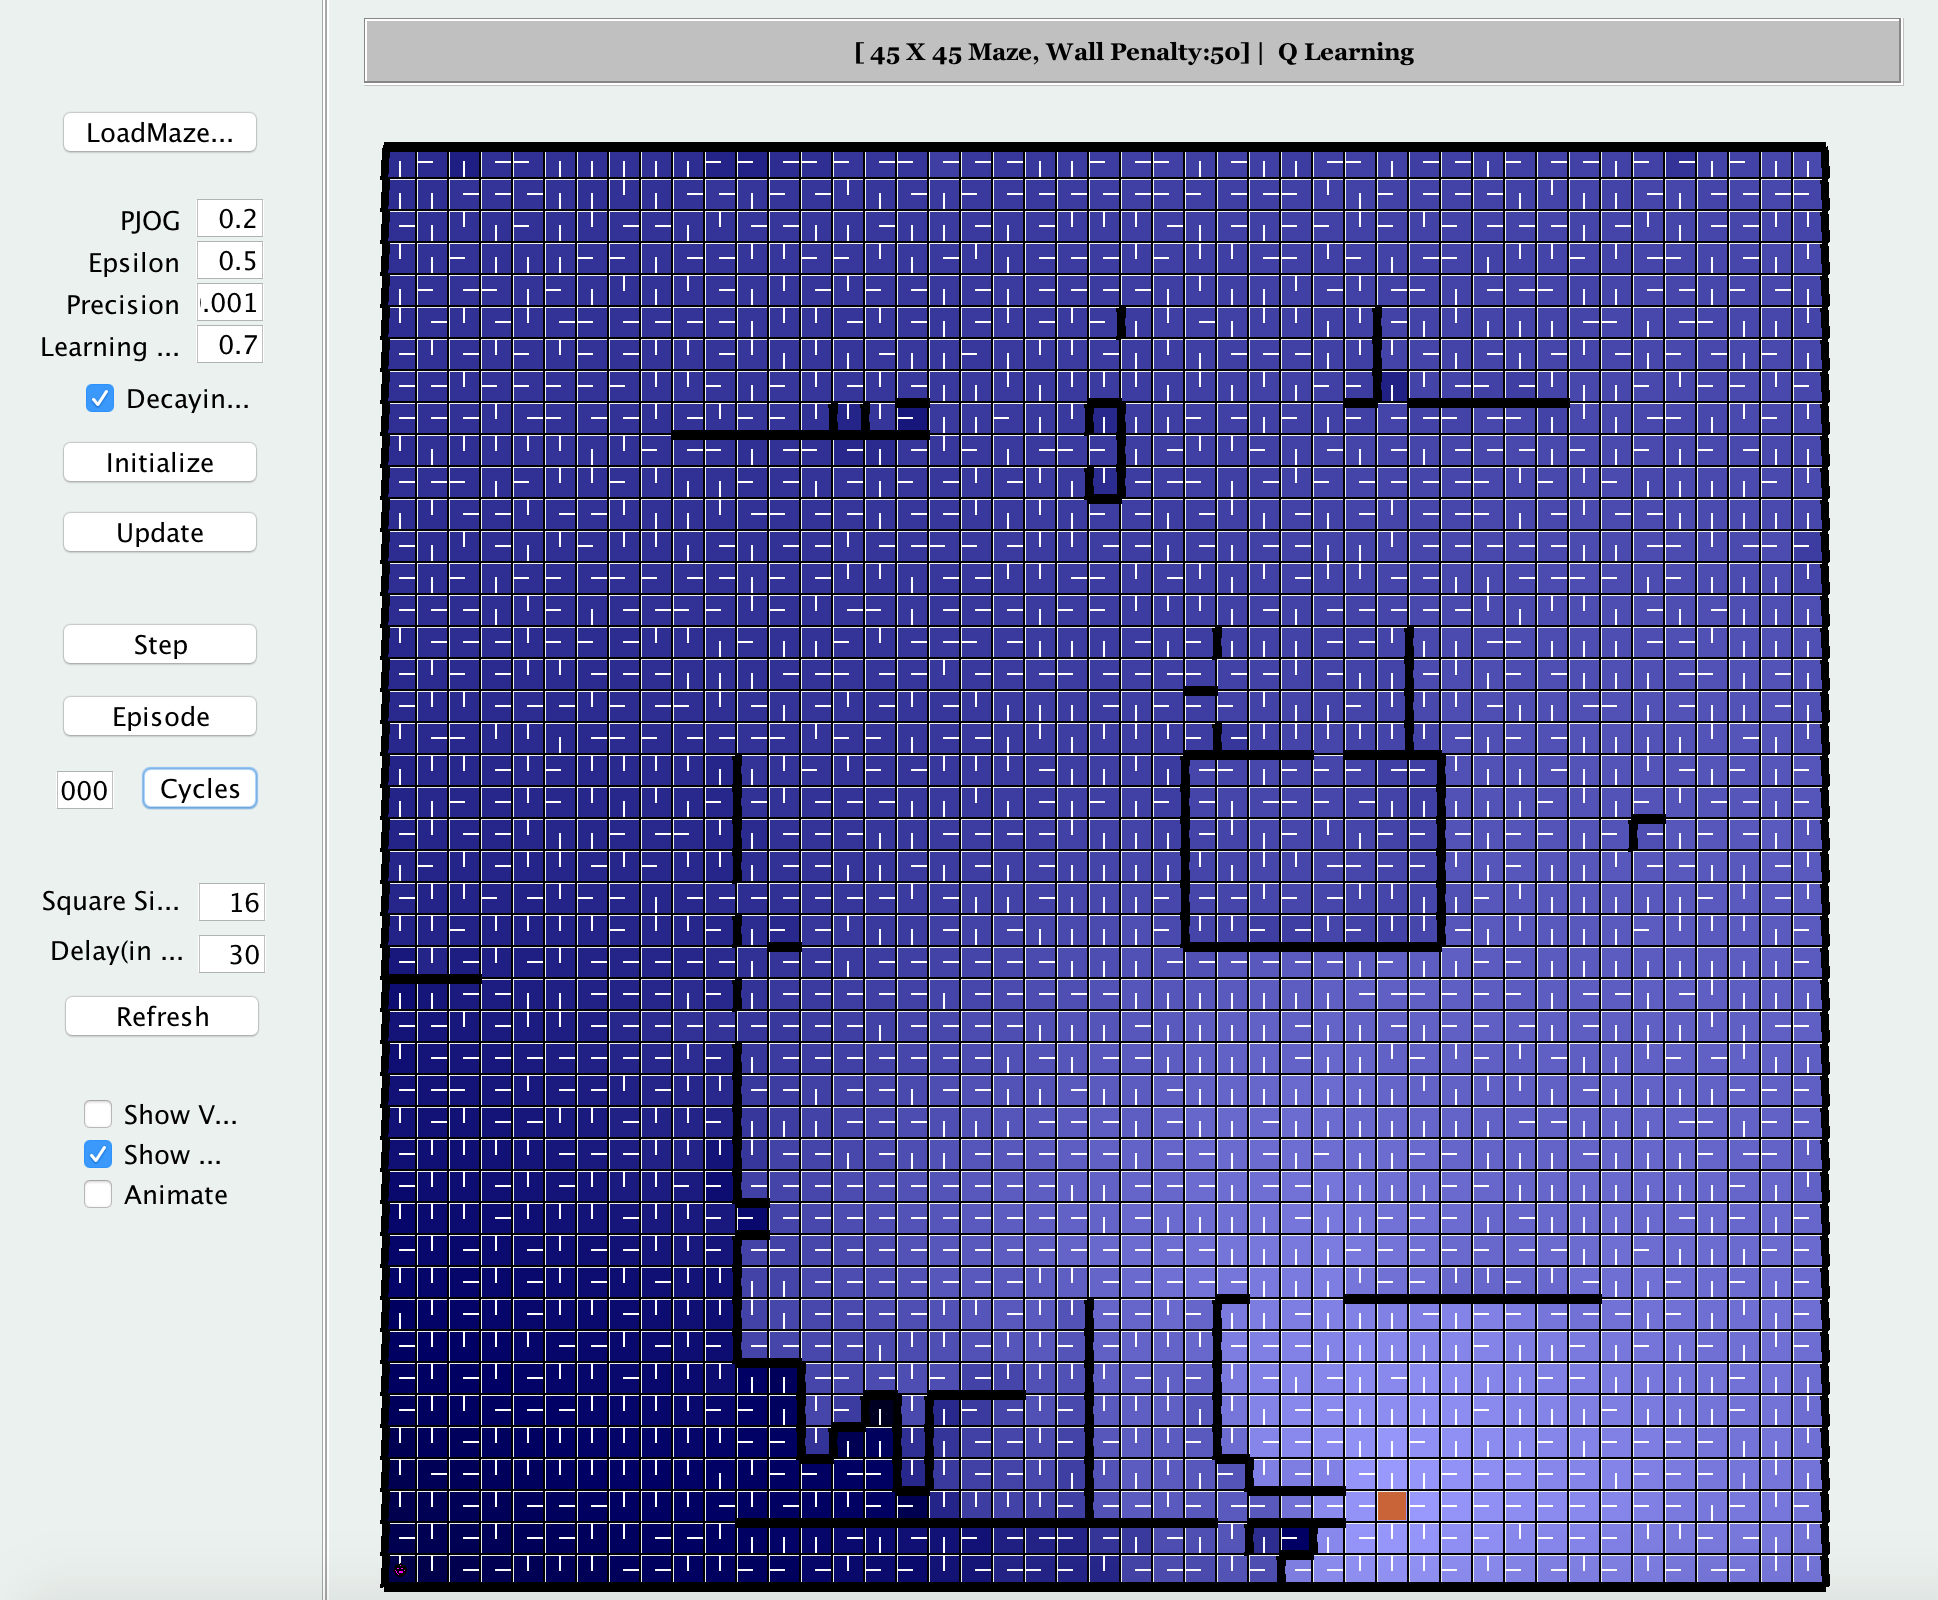 [ 45 X 45 Maze, Wall Penalty:50] | Q Learning
LoadMaze...
PJOG 0.2
Epsilon 0.5
Precision .001
Learning ... 0.7
Decayin...
Initialize
Update
Step
Episode
000 Cycles
Square Si... 16
Delay(in ... 30
Refresh
Show V...
Show ...
Animate